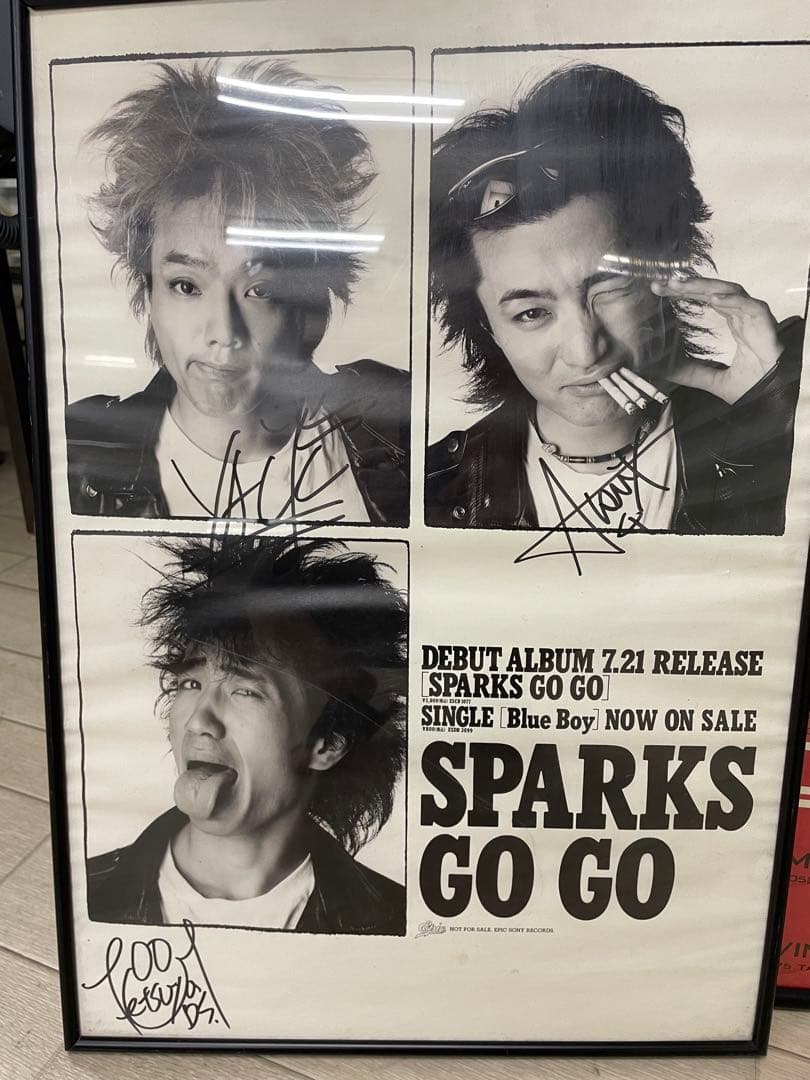 DEBUT ALBUM 7.21 RELEASE
[SPARKS GO GO]
SINGLE [Blue Boy] NOW ON SALE
SPARKS
GO GO
Epic NOT FOR SALE. EPIC SONY RECORDS.